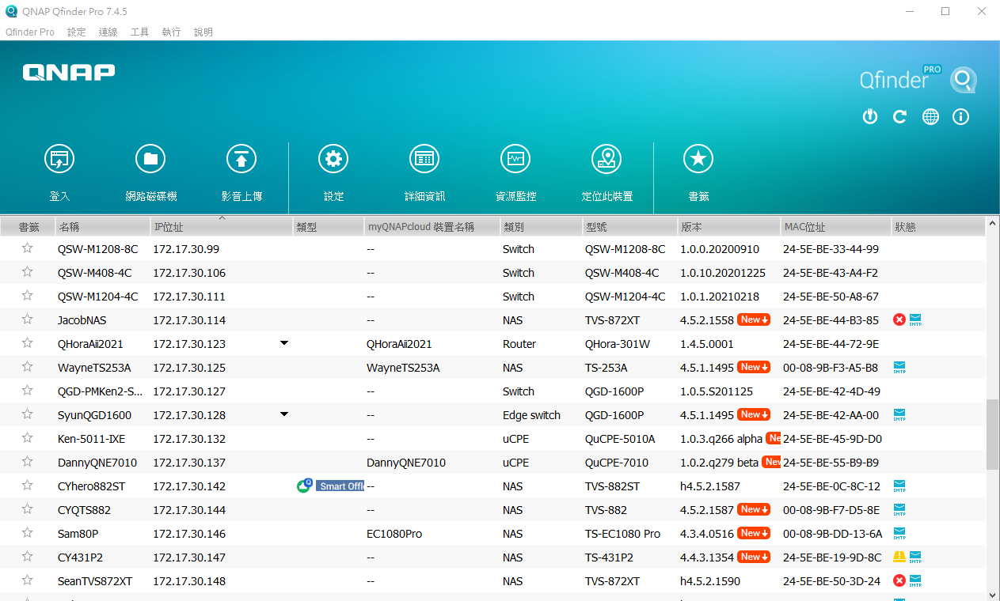 QNAP Qfinder Pro 7.4.5
Qfinder Pro 設定 連線 工具 執行 說明
QNAP
Qfinder PRO
登入 網路磁碟機 影音上傳 設定 詳細資訊 資源監控 定位此裝置 書籤
書籤 名稱 IP位址 類型 myQNAPcloud 裝置名稱 類別 型號 版本 MAC位址 狀態
QSW-M1208-8C 172.17.30.99 -- Switch QSW-M1208-8C 1.0.0.20200910 24-5E-BE-33-44-99
QSW-M408-4C 172.17.30.106 -- Switch QSW-M408-4C 1.0.10.20201225 24-5E-BE-43-A4-F2
QSW-M1204-4C 172.17.30.111 -- Switch QSW-M1204-4C 1.0.1.20210218 24-5E-BE-50-A8-67
JacobNAS 172.17.30.114 -- NAS TVS-872XT 4.5.2.1558 New 24-5E-BE-44-B3-85 SMTP
QHoraAii2021 172.17.30.123 QHoraAii2021 Router QHora-301W 1.4.5.0001 24-5E-BE-44-72-9E
WayneTS253A 172.17.30.125 WayneTS253A NAS TS-253A 4.5.1.1495 New 00-08-9B-F3-A5-B8 SMTP
QGD-PMKen2-S... 172.17.30.127 -- Switch QGD-1600P 1.0.5.S201125 24-5E-BE-42-4D-49
SyunQGD1600 172.17.30.128 -- Edge switch QGD-1600P 4.5.1.1495 New 24-5E-BE-42-AA-00 SMTP
Ken-5011-IXE 172.17.30.132 -- uCPE QuCPE-5010A 1.0.3.q266 alpha Ne 24-5E-BE-45-9D-D0
DannyQNE7010 172.17.30.137 DannyQNE7010 uCPE QuCPE-7010 1.0.2.q279 beta New 24-5E-BE-55-B9-B9
CYhero882ST 172.17.30.142 Smart Offi -- NAS TVS-882ST h4.5.2.1587 24-5E-BE-0C-8C-12 SMTP
CYQTS882 172.17.30.144 -- NAS TVS-882 4.5.2.1587 New 00-08-9B-F7-D5-8E SMTP
Sam80P 172.17.30.146 EC1080Pro NAS TS-EC1080 Pro 4.3.4.0516 New 00-08-9B-DD-13-6A SMTP
CY431P2 172.17.30.147 -- NAS TS-431P2 4.4.3.1354 New 24-5E-BE-19-9D-8C SMTP
SeanTVS872XT 172.17.30.148 -- NAS TVS-872XT h4.5.2.1590 24-5E-BE-50-3D-24 SMTP